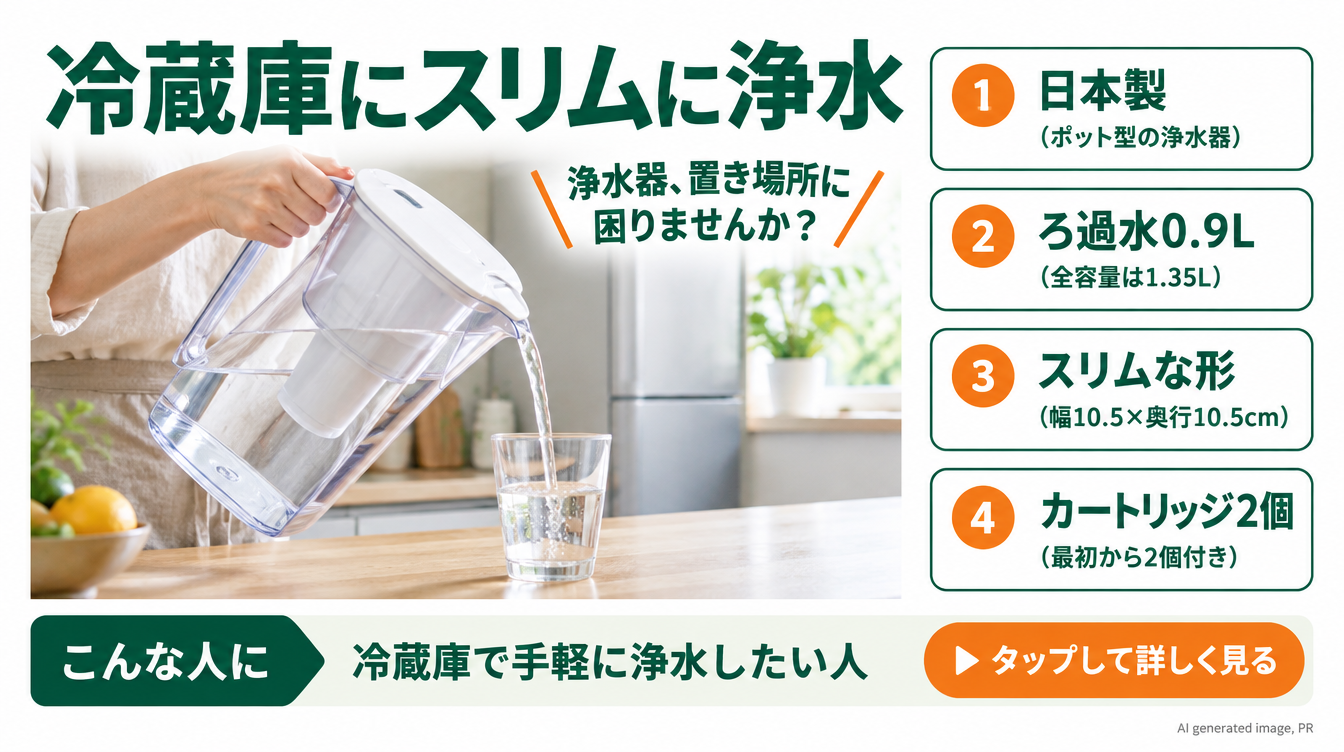 冷蔵庫にスリムに浄水
浄水器、置き場所に
困りませんか？
1 日本製
（ポット型の浄水器）
2 ろ過水0.9L
（全容量は1.35L）
3 スリムな形
（幅10.5×奥行10.5cm）
4 カートリッジ2個
（最初から2個付き）
こんな人に
冷蔵庫で手軽に浄水したい人
▶ タップして詳しく見る
AI generated image, PR